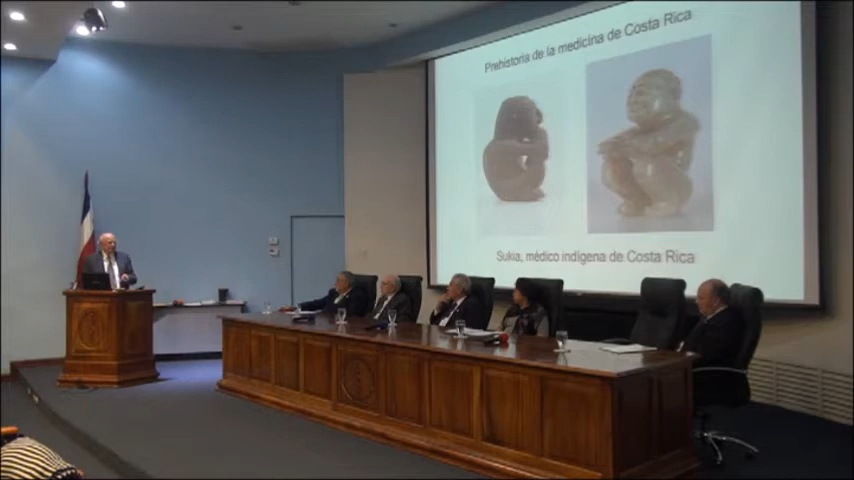 Prehistoria de la medicina de Costa Rica
Sukia, médico indígena de Costa Rica